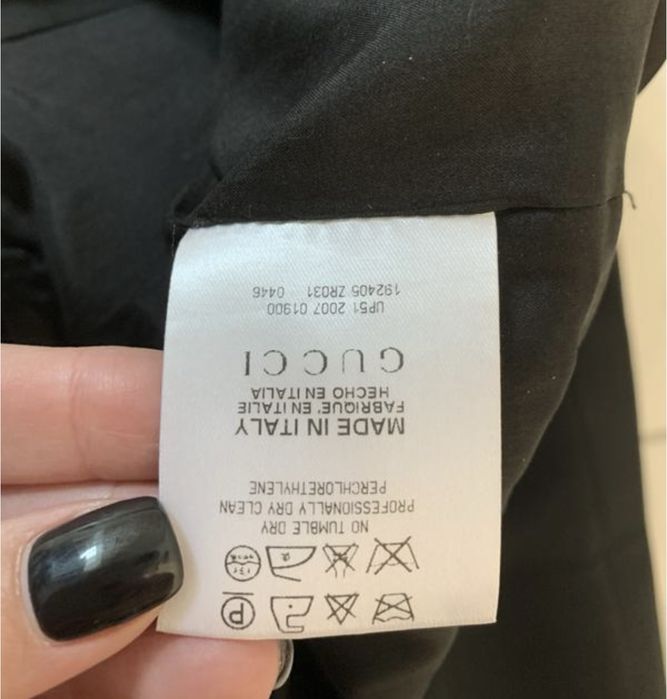 P
NO TUMBLE DRY
PROFESSIONALLY DRY CLEAN
PERCHLORETHYLENE
MADE IN ITALY
FABRIQUE' EN ITALIE
HECHO EN ITALIA
GUCCI
UP51 2007 01900
192405 ZR031 0446